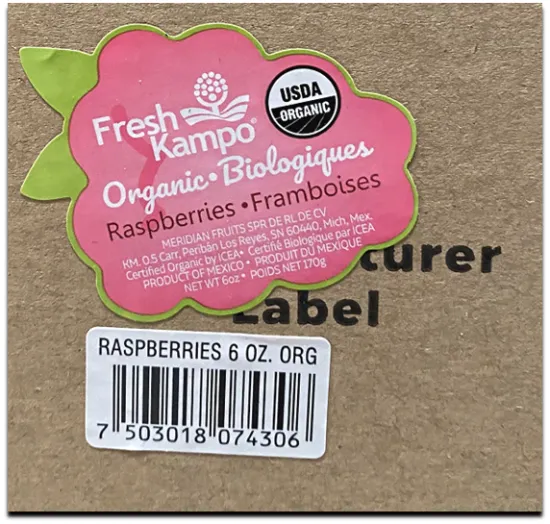 Fresh
Kampo®
USDA
ORGANIC
Organic • Biologiques
Raspberries • Framboises
MERIDIAN FRUITS SPR DE RL DE CV
KM. 0.5 Carr, Peribán Los Reyes, SN 60440, Mich, Mex.
Certified Organic by ICEA • Certifié Biologique par ICEA
PRODUCT OF MEXICO • PRODUIT DU MEXIQUE
NET WT 6oz • POIDS NET 170g
turer
Label
RASPBERRIES 6 OZ. ORG
7 503018 074306